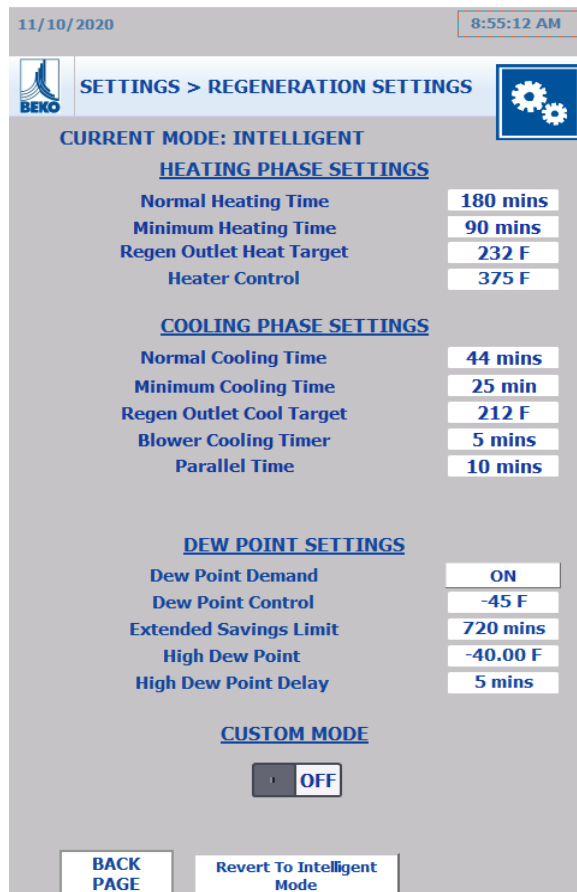 11/10/2020 8:55:12 AM
BEKO SETTINGS > REGENERATION SETTINGS
CURRENT MODE: INTELLIGENT
HEATING PHASE SETTINGS
Normal Heating Time 180 mins
Minimum Heating Time 90 mins
Regen Outlet Heat Target 232 F
Heater Control 375 F
COOLING PHASE SETTINGS
Normal Cooling Time 44 mins
Minimum Cooling Time 25 min
Regen Outlet Cool Target 212 F
Blower Cooling Timer 5 mins
Parallel Time 10 mins
DEW POINT SETTINGS
Dew Point Demand ON
Dew Point Control -45 F
Extended Savings Limit 720 mins
High Dew Point -40.00 F
High Dew Point Delay 5 mins
CUSTOM MODE
OFF
BACK
PAGE
Revert To Intelligent
Mode